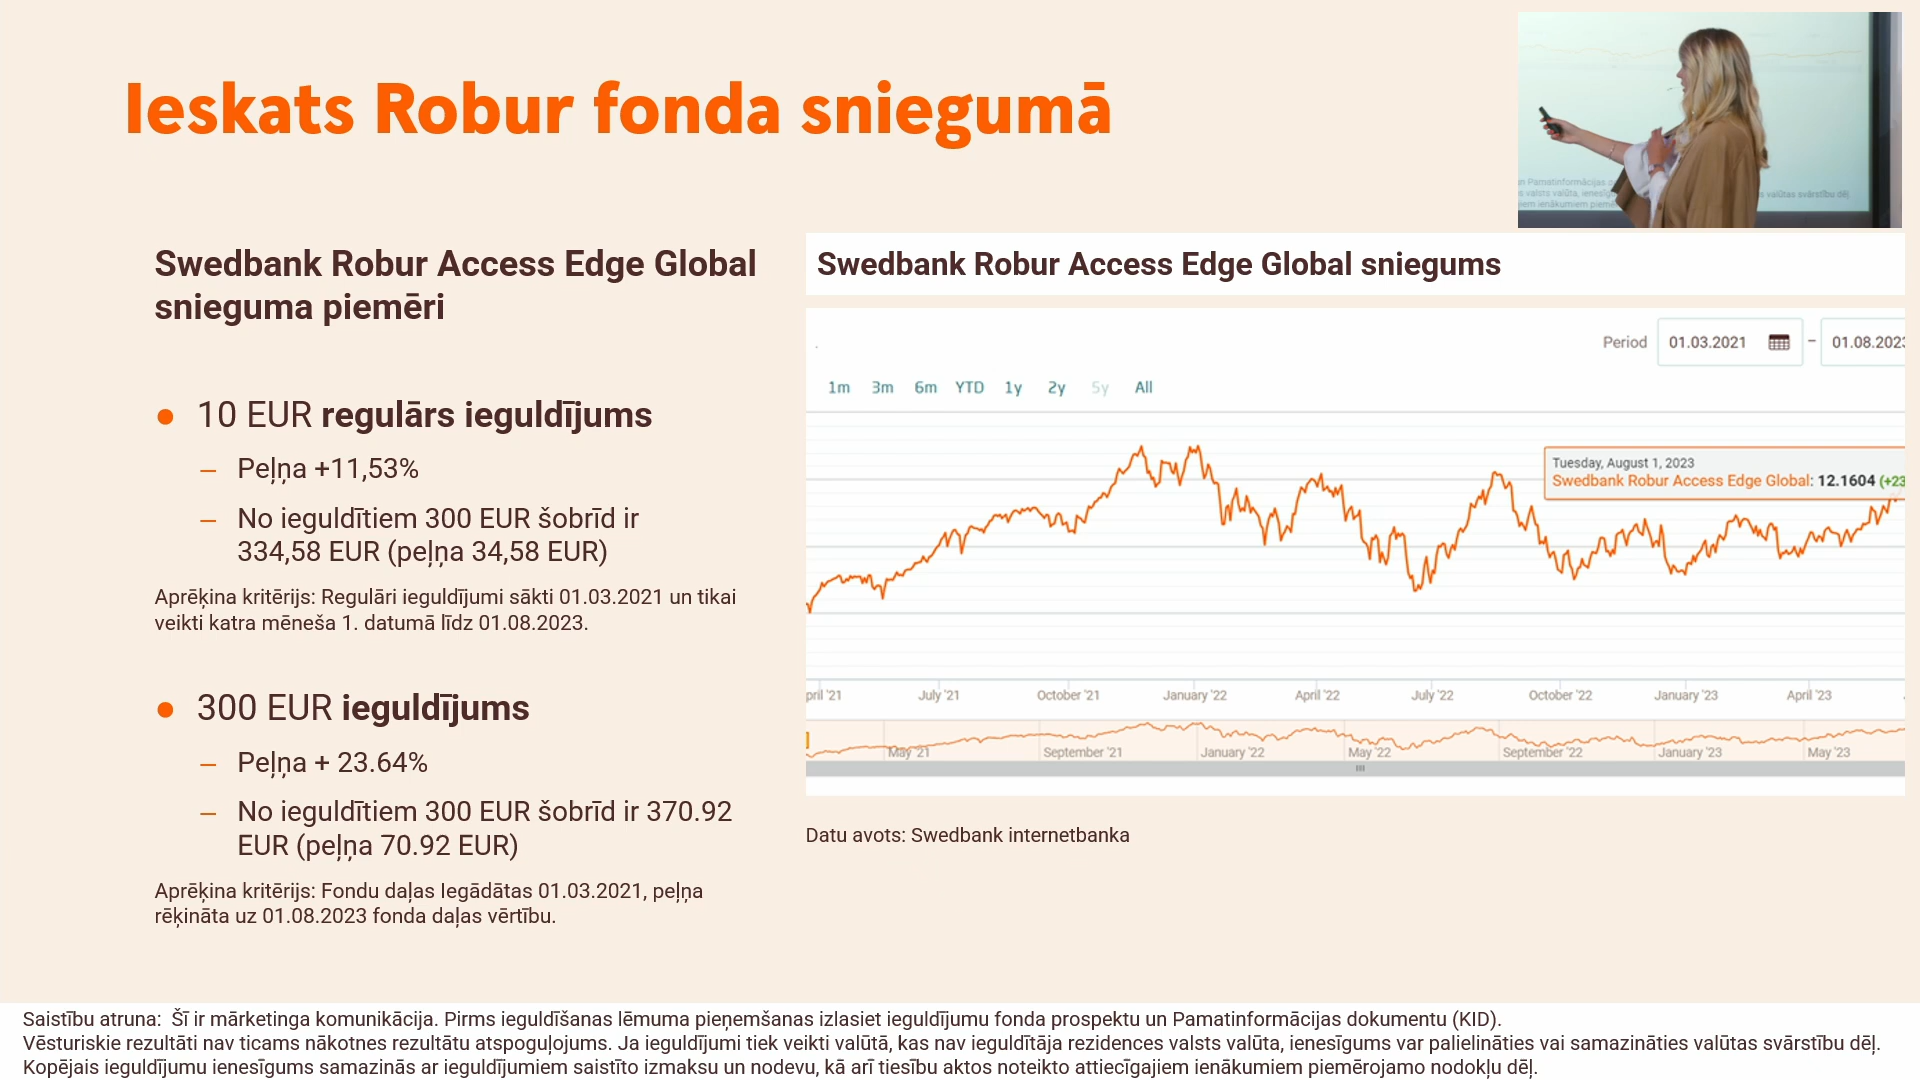 Ieskats Robur fonda sniegumā
Swedbank Robur Access Edge Global
snieguma piemēri
● 10 EUR regulārs ieguldījums
– Peļņa +11,53%
– No ieguldītiem 300 EUR šobrīd ir
334,58 EUR (peļņa 34,58 EUR)
Aprēķina kritērijs: Regulāri ieguldījumi sākti 01.03.2021 un tikai
veikti katra mēneša 1. datumā līdz 01.08.2023.
● 300 EUR ieguldījums
– Peļņa + 23.64%
– No ieguldītiem 300 EUR šobrīd ir 370.92
EUR (peļņa 70.92 EUR)
Aprēķina kritērijs: Fondu daļas Iegādātas 01.03.2021, peļņa
rēķināta uz 01.08.2023 fonda daļas vērtību.
Swedbank Robur Access Edge Global sniegums
Period 01.03.2021 – 01.08.2023
1m 3m 6m YTD 1y 2y 5y All
Tuesday, August 1, 2023
Swedbank Robur Access Edge Global: 12.1604 (+23
pril '21 July '21 October '21 January '22 April '22 July '22 October '22 January '23 April '23
May '21 September '21 January '22 May '22 September '22 January '23 May '23
Datu avots: Swedbank internetbanka
Saistību atruna: Šī ir mārketinga komunikācija. Pirms ieguldīšanas lēmuma pieņemšanas izlasiet ieguldījumu fonda prospektu un Pamatinformācijas dokumentu (KID).
Vēsturiskie rezultāti nav ticams nākotnes rezultātu atspoguļojums. Ja ieguldījumi tiek veikti valūtā, kas nav ieguldītāja rezidences valsts valūta, ienesīgums var palielināties vai samazināties valūtas svārstību dēļ.
Kopējais ieguldījumu ienesīgums samazinās ar ieguldījumiem saistīto izmaksu un nodevu, kā arī tiesību aktos noteikto attiecīgajiem ienākumiem piemērojamo nodokļu dēļ.